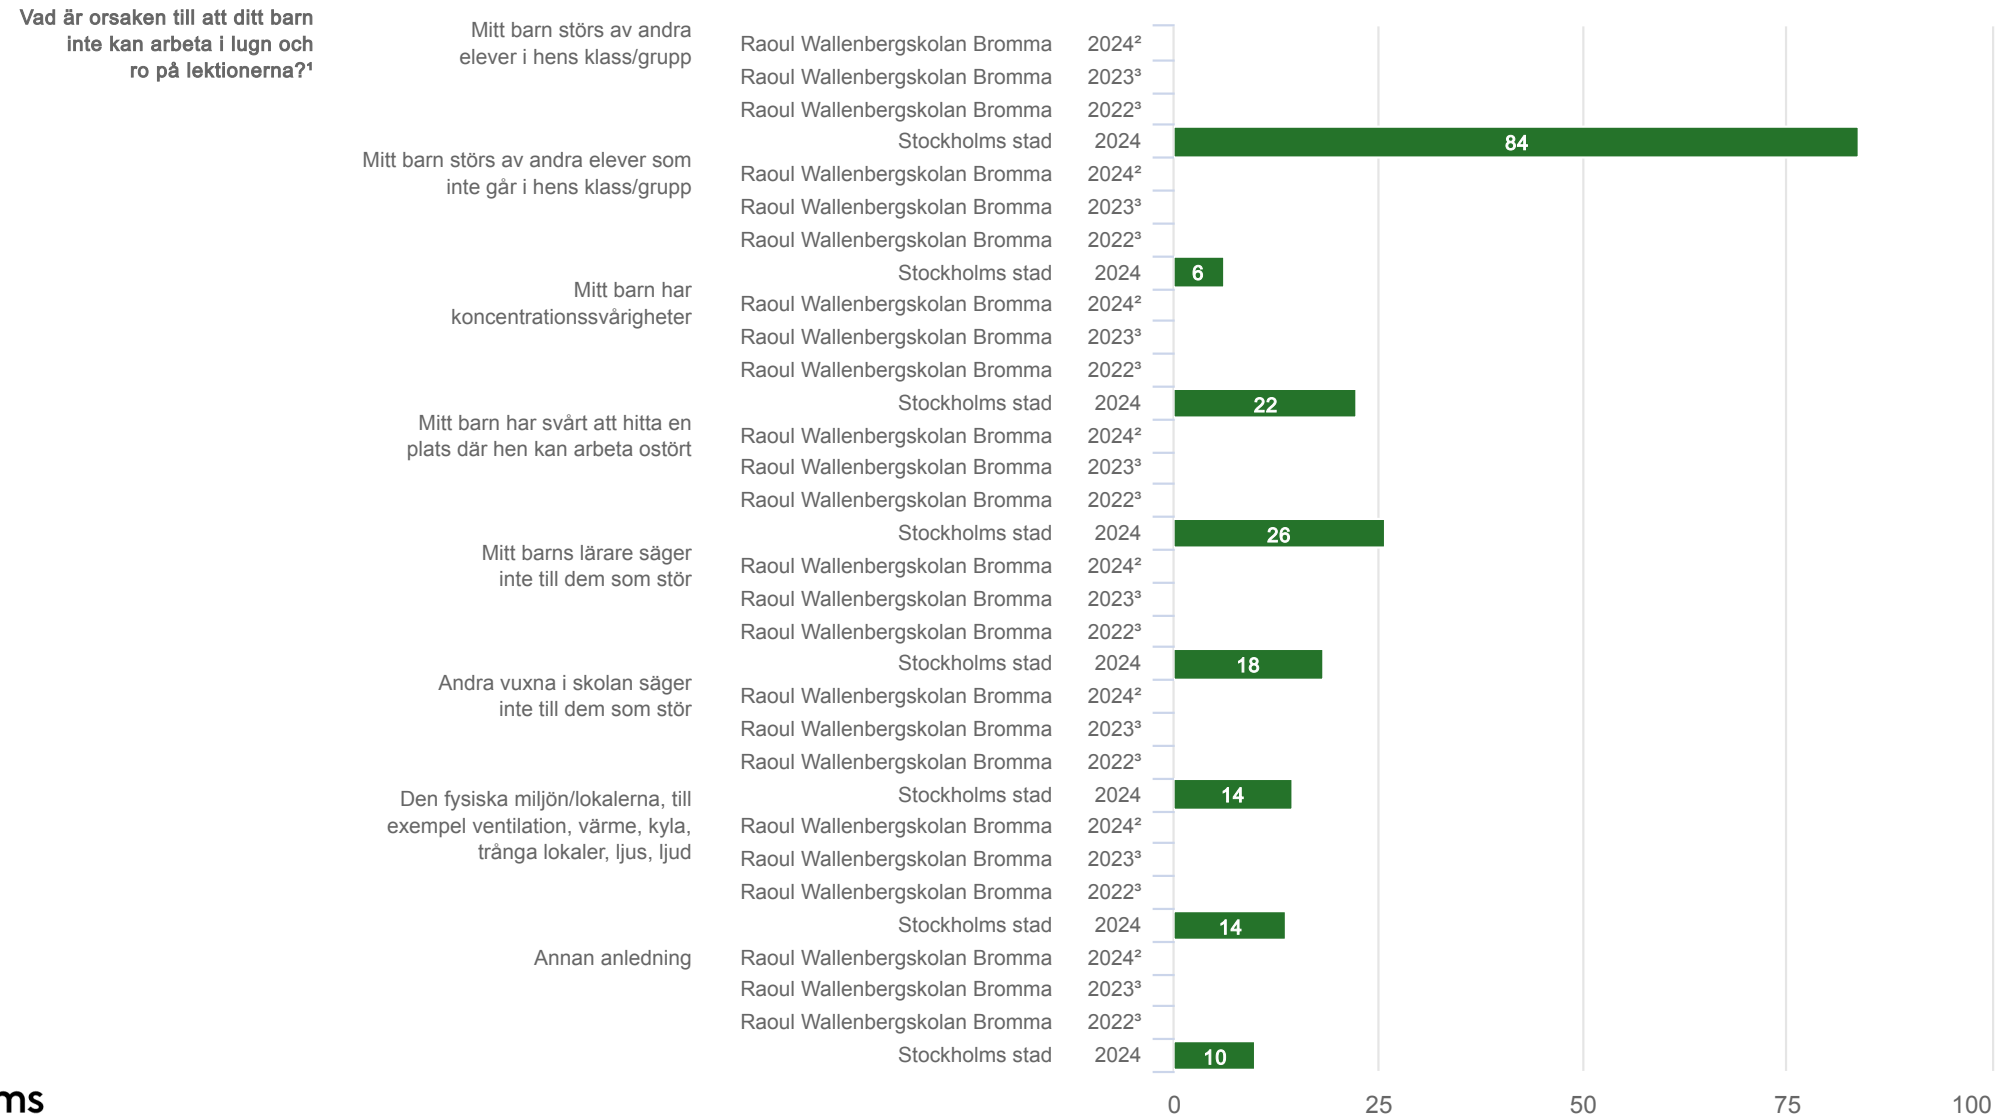 Vad är orsaken till att ditt barn
inte kan arbeta i lugn och
ro på lektionerna?¹
Mitt barn störs av andra
elever i hens klass/grupp
Raoul Wallenbergskolan Bromma 2024²
Raoul Wallenbergskolan Bromma 2023³
Raoul Wallenbergskolan Bromma 2022³
Stockholms stad 2024 84
Mitt barn störs av andra elever som
inte går i hens klass/grupp
Raoul Wallenbergskolan Bromma 2024²
Raoul Wallenbergskolan Bromma 2023³
Raoul Wallenbergskolan Bromma 2022³
Stockholms stad 2024 6
Mitt barn har
koncentrationssvårigheter
Raoul Wallenbergskolan Bromma 2024²
Raoul Wallenbergskolan Bromma 2023³
Raoul Wallenbergskolan Bromma 2022³
Stockholms stad 2024 22
Mitt barn har svårt att hitta en
plats där hen kan arbeta ostört
Raoul Wallenbergskolan Bromma 2024²
Raoul Wallenbergskolan Bromma 2023³
Raoul Wallenbergskolan Bromma 2022³
Stockholms stad 2024 26
Mitt barns lärare säger
inte till dem som stör
Raoul Wallenbergskolan Bromma 2024²
Raoul Wallenbergskolan Bromma 2023³
Raoul Wallenbergskolan Bromma 2022³
Stockholms stad 2024 18
Andra vuxna i skolan säger
inte till dem som stör
Raoul Wallenbergskolan Bromma 2024²
Raoul Wallenbergskolan Bromma 2023³
Raoul Wallenbergskolan Bromma 2022³
Stockholms stad 2024 14
Den fysiska miljön/lokalerna, till
exempel ventilation, värme, kyla,
trånga lokaler, ljus, ljud
Raoul Wallenbergskolan Bromma 2024²
Raoul Wallenbergskolan Bromma 2023³
Raoul Wallenbergskolan Bromma 2022³
Stockholms stad 2024 14
Annan anledning
Raoul Wallenbergskolan Bromma 2024²
Raoul Wallenbergskolan Bromma 2023³
Raoul Wallenbergskolan Bromma 2022³
Stockholms stad 2024 10
0 25 50 75 100
ms